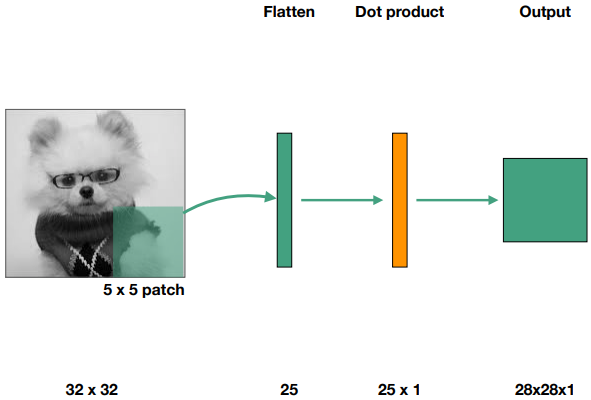 Flatten
Dot product
Output
5 x 5 patch
32 x 32
25
25 x 1
28x28x1